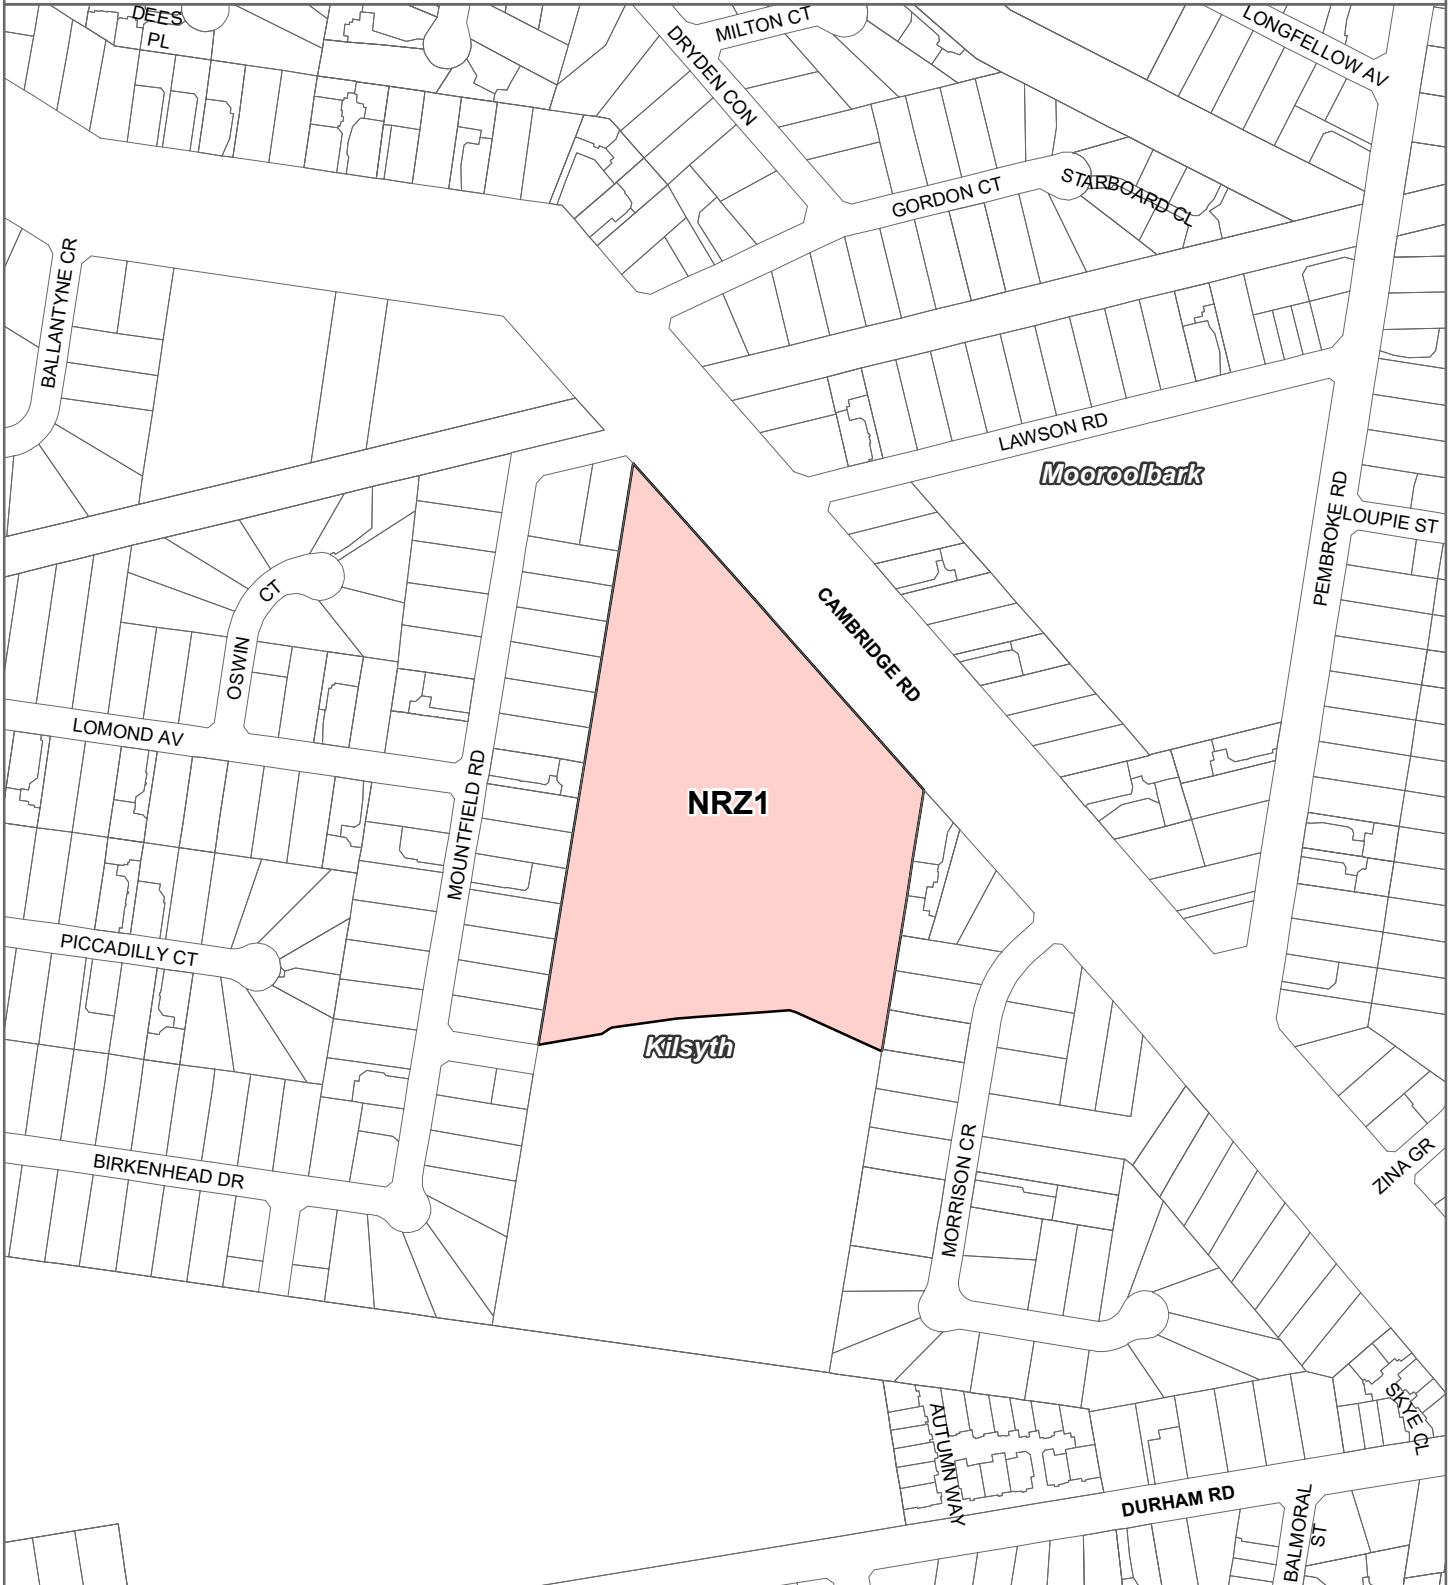 DEES
PL
MILTON CT
LONGFELLOW AV
DRYDEN CON
GORDON CT
STARBOARD CL
BALLANTYNE CR
LAWSON RD
Mooroolbark
PEMBROKE RD
LOUPIE ST
CT
OSWIN
CAMBRIDGE RD
LOMOND AV
MOUNTFIELD RD
NRZ1
PICCADILLY CT
Kilsyth
MORRISON CR
ZINA GR
BIRKENHEAD DR
SKYE CL
AUTUMN WAY
DURHAM RD
BALMORAL
ST